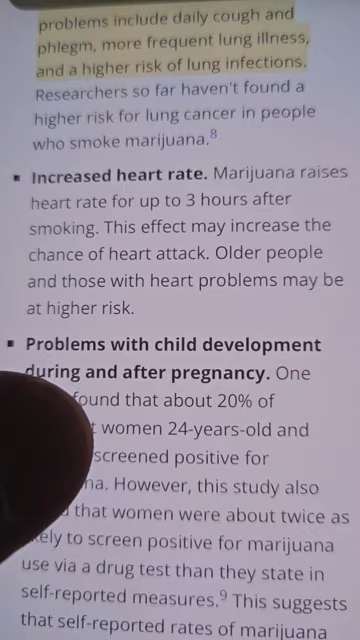 problems include daily cough and
phlegm, more frequent lung illness,
and a higher risk of lung infections.
Researchers so far haven't found a
higher risk for lung cancer in people
who smoke marijuana.8
▪ Increased heart rate. Marijuana raises
heart rate for up to 3 hours after
smoking. This effect may increase the
chance of heart attack. Older people
and those with heart problems may be
at higher risk.
▪ Problems with child development
during and after pregnancy. One
found that about 20% of
women 24-years-old and
screened positive for
However, this study also
that women were about twice as
to screen positive for marijuana
use via a drug test than they state in
self-reported measures.9 This suggests
that self-reported rates of marijuana